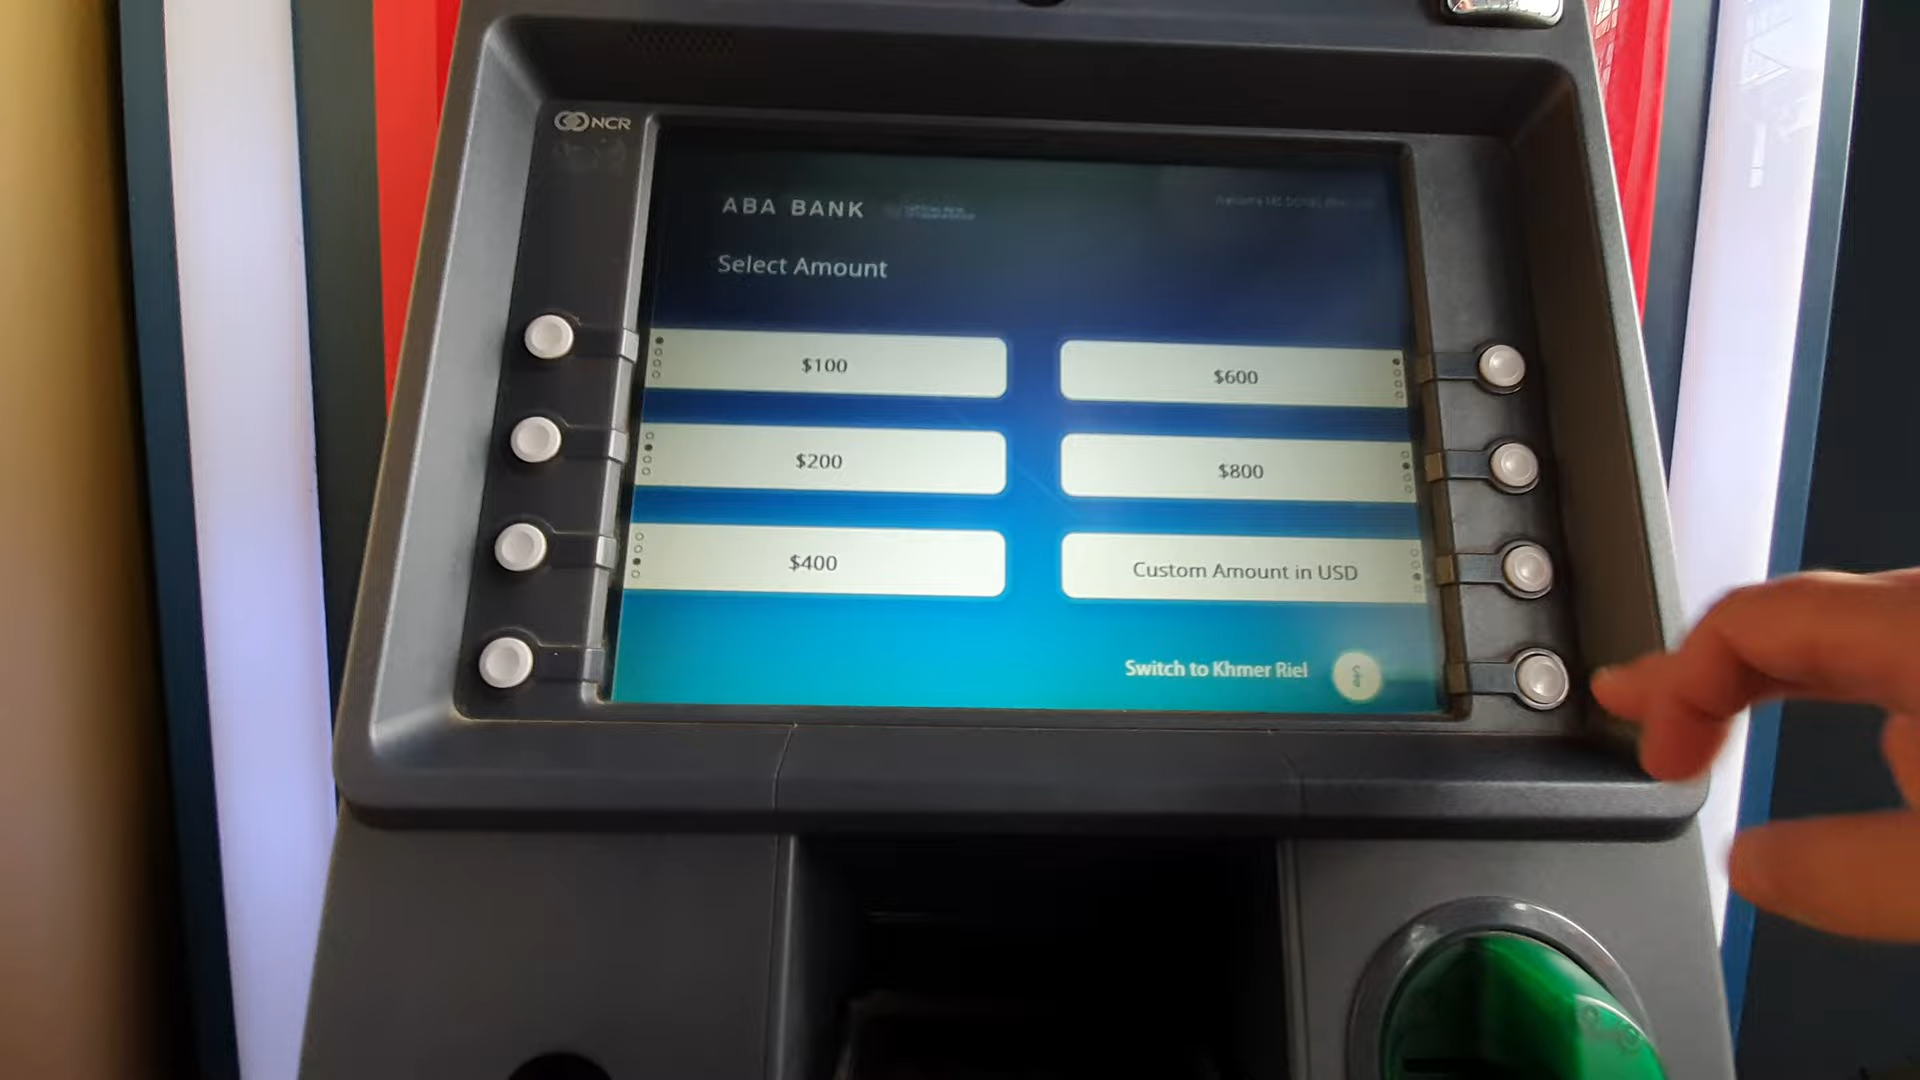 NCR
ABA BANK
Select Amount
$100
$600
$200
$800
$400
Custom Amount in USD
Switch to Khmer Riel